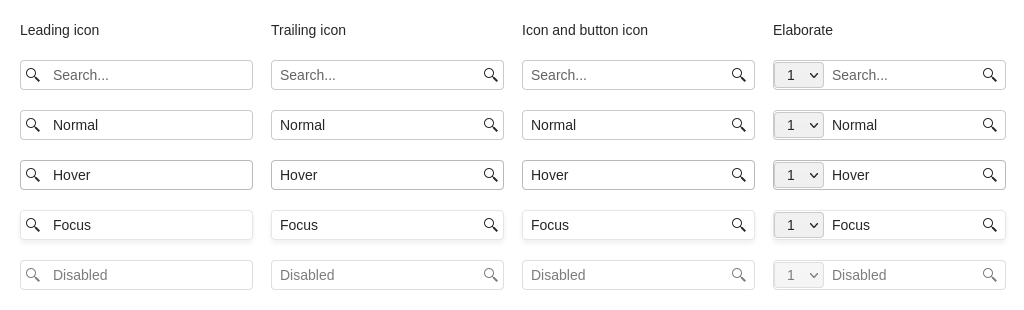 Leading icon Trailing icon Icon and button icon Elaborate
Search... Search... Search... 1 Search...
Normal Normal Normal 1 Normal
Hover Hover Hover 1 Hover
Focus Focus Focus 1 Focus
Disabled Disabled Disabled 1 Disabled